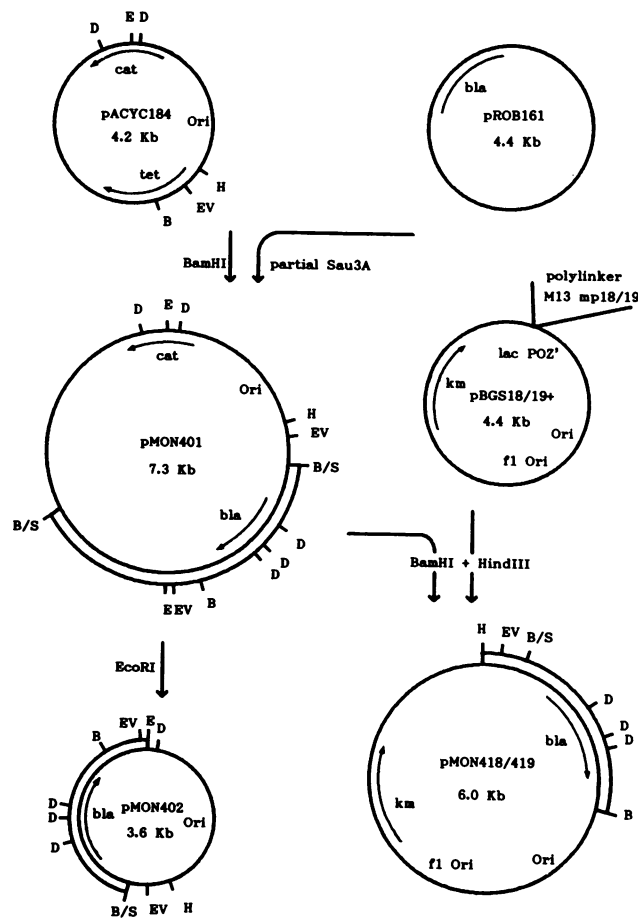 E D
D
cat
pACYC184
4.2 Kb
Ori
tet
H
EV
B
bla
pROB161
4.4 Kb
BamHI
partial Sau3A
polylinker
M13 mp18/19
lac POZ'
km
pBGS18/19+
4.4 Kb
Ori
f1 Ori
D
E
D
cat
Ori
pMON401
7.3 Kb
H
EV
B/S
bla
B/S
D
D
D
B
E EV
BamHI + HindIII
EcoRI
EV E
D
B
D
D
D
bla
pMON402
3.6 Kb
Ori
B/S
EV
H
H
EV
B/S
D
D
D
bla
B
pMON418/419
6.0 Kb
km
f1 Ori
Ori